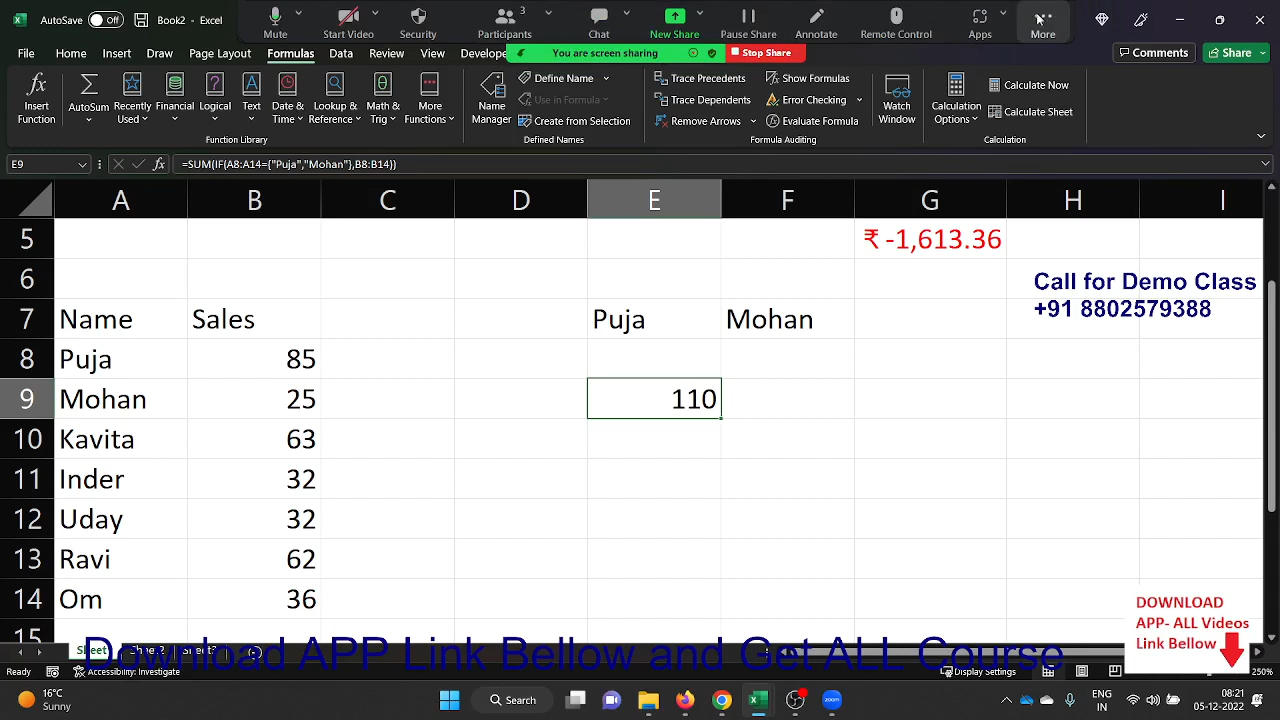 AutoSave Off Book2 - Excel
Mute Start Video Security Participants 3 Chat New Share Pause Share Annotate Remote Control Apps More
File Home Insert Draw Page Layout Formulas Data Review View Develope You are screen sharing Stop Share Comments Share
Insert Function AutoSum Recently Used Financial Logical Text Date & Time Lookup & Reference Math & Trig More Functions
Name Manager Define Name Use in Formula Create from Selection
Trace Precedents Trace Dependents Remove Arrows Show Formulas Error Checking Evaluate Formula Watch Window
Calculation Options Calculate Now Calculate Sheet
Function Library Defined Names Formula Auditing Calculation
E9 fx =SUM(IF(A8:A14={"Puja","Mohan"},B8:B14))
A B C D E F G H I
5 ₹ -1,613.36
6
Call for Demo Class
+91 8802579388
7 Name Sales Puja Mohan
8 Puja 85
9 Mohan 25 110
10 Kavita 63
11 Inder 32
12 Uday 32
13 Ravi 62
14 Om 36
15
DOWNLOAD
APP- ALL Videos
Link Bellow
Download APP Link Bellow and Get ALL Course
Ready Accessibility: Investigate Display Settings 250%
16°C
Sunny
Search
zoom
ENG
IN
08:21
05-12-2022